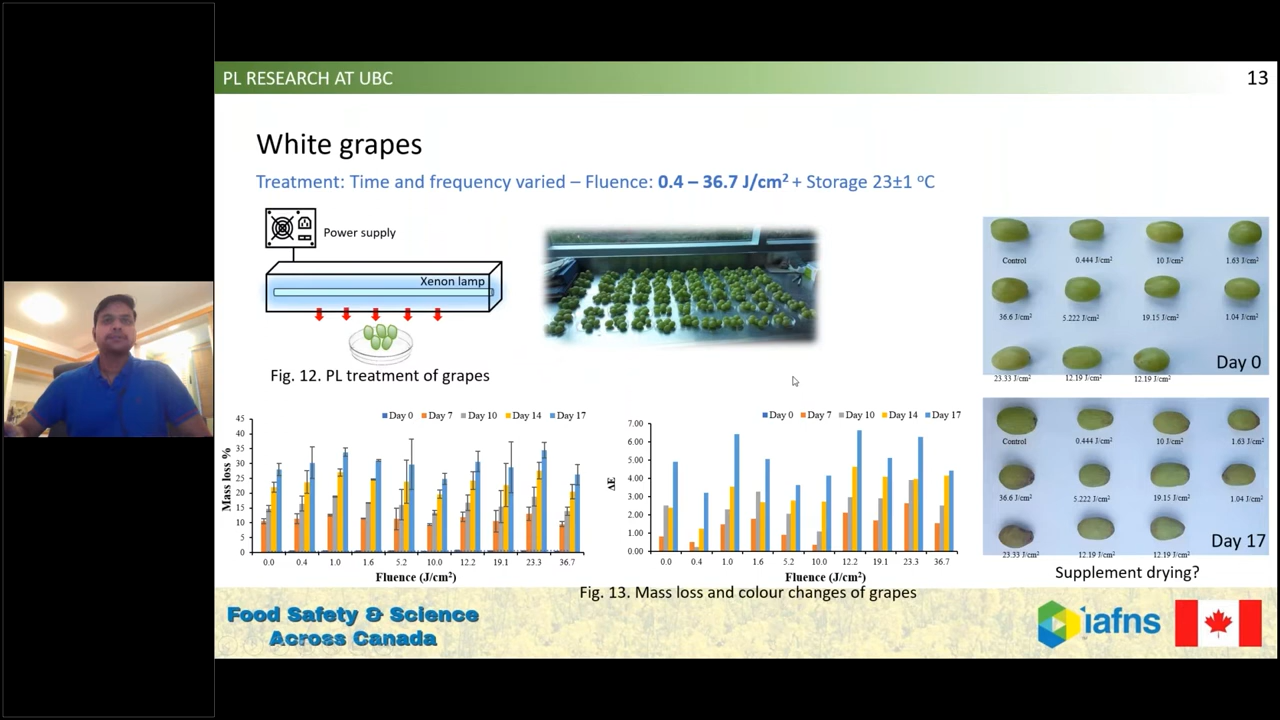 PL RESEARCH AT UBC
13
White grapes
Treatment: Time and frequency varied – Fluence: 0.4 – 36.7 J/cm² + Storage 23±1 °C
Power supply
Xenon lamp
Fig. 12. PL treatment of grapes
Control 0.444 J/cm² 10 J/cm² 1.63 J/cm²
36.6 J/cm² 5.222 J/cm² 19.15 J/cm² 1.04 J/cm²
Day 0
23.33 J/cm² 12.19 J/cm² 12.19 J/cm²
Control 0.444 J/cm² 10 J/cm² 1.63 J/cm²
36.6 J/cm² 5.222 J/cm² 19.15 J/cm² 1.04 J/cm²
Day 17
23.33 J/cm² 12.19 J/cm² 12.19 J/cm²
Supplement drying?
Day 0 Day 7 Day 10 Day 14 Day 17
Mass loss %
45
40
35
30
25
20
15
10
5
0
0.0 0.4 1.0 1.6 5.2 10.0 12.2 19.1 23.3 36.7
Fluence (J/cm²)
Day 0 Day 7 Day 10 Day 14 Day 17
ΔE
7.00
6.00
5.00
4.00
3.00
2.00
1.00
0.00
0.0 0.4 1.0 1.6 5.2 10.0 12.2 19.1 23.3 36.7
Fluence (J/cm²)
Fig. 13. Mass loss and colour changes of grapes
Food Safety & Science
Across Canada
iafns